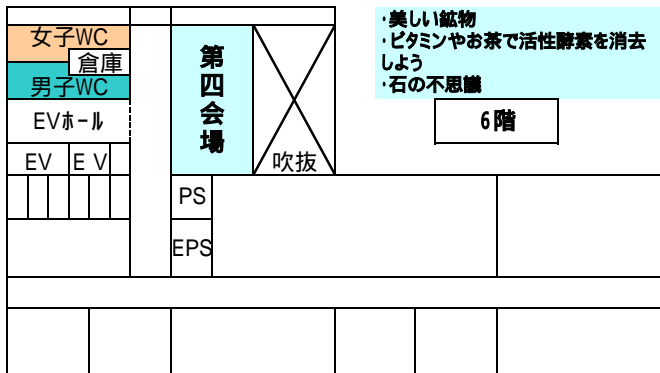 女子WC
倉庫
男子WC
EVホール
EV
EV
第四会場
吹抜
PS
EPS
・美しい鉱物
・ビタミンやお茶で活性酵素を消去
しよう
・石の不思議
6階